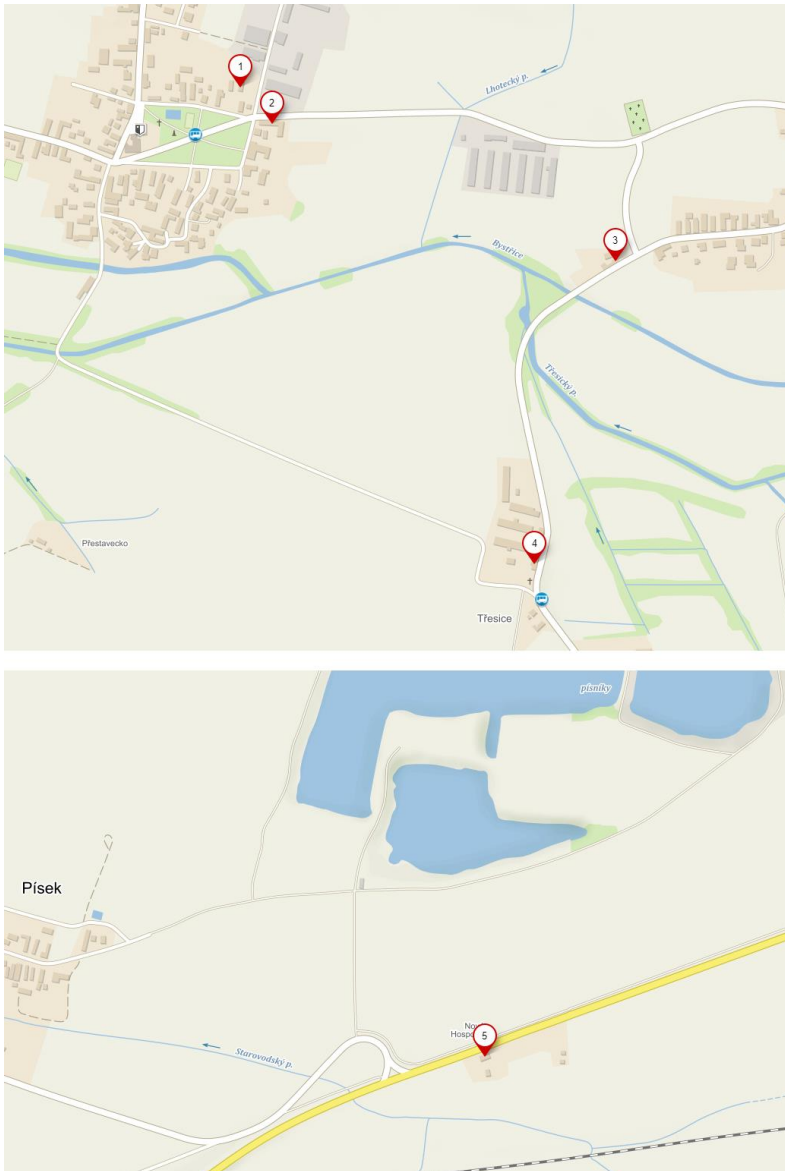 1
2
Lhotecký p.
3
Bystřice
Třesický p.
4
Přestavecko
Třesice
písníky
Písek
5
Starovodský p.